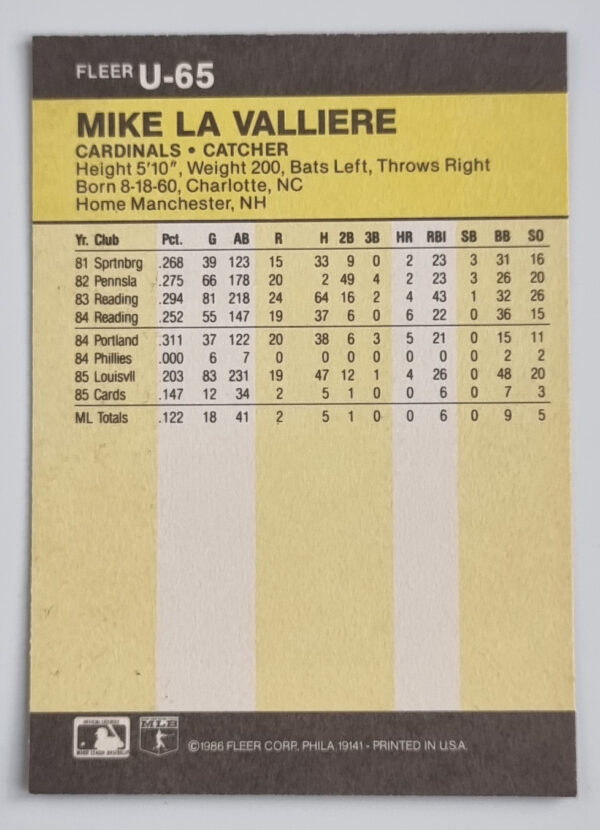 FLEER U-65
MIKE LA VALLIERE
CARDINALS • CATCHER
Height 5'10", Weight 200, Bats Left, Throws Right
Born 8-18-60, Charlotte, NC
Home Manchester, NH
Yr. Club Pct. G AB R H 2B 3B HR RBI SB BB SO
81 Sprtnbrg .268 39 123 15 33 9 0 2 23 3 31 16
82 Pennsla .275 66 178 20 2 49 4 2 23 3 26 20
83 Reading .294 81 218 24 64 16 2 4 43 1 32 26
84 Reading .252 55 147 19 37 6 0 6 22 0 36 15
84 Portland .311 37 122 20 38 6 3 5 21 0 15 11
84 Phillies .000 6 7 0 0 0 0 0 0 0 2 2
85 Louisvll .203 83 231 19 47 12 1 4 26 0 48 20
85 Cards .147 12 34 2 5 1 0 0 6 0 7 3
ML Totals .122 18 41 2 5 1 0 0 6 0 9 5
OFFICIAL LICENSEE
MAJOR LEAGUE BASEBALL
MLB
©1986 FLEER CORP. PHILA 19141 - PRINTED IN U.S.A.